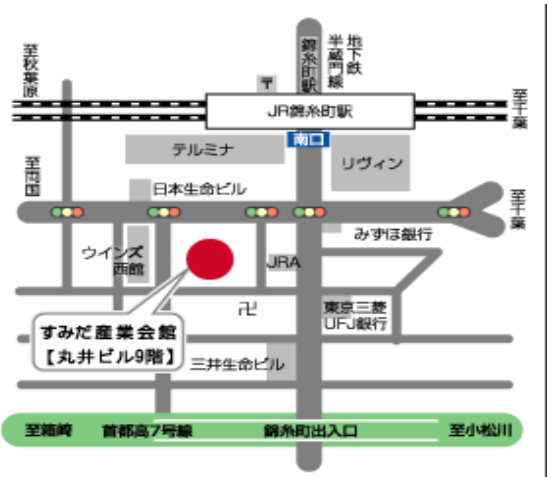 至秋葉原
錦糸町駅
地下鉄
半蔵門線
〒
JR錦糸町駅
至千葉
南口
テルミナ
リヴィン
至両国
日本生命ビル
至千葉
みずほ銀行
ウインズ
西館
JRA
卍
東京三菱
UFJ銀行
すみだ産業会館
【丸井ビル9階】
三井生命ビル
至箱崎
首都高7号線
錦糸町出入口
至小松川